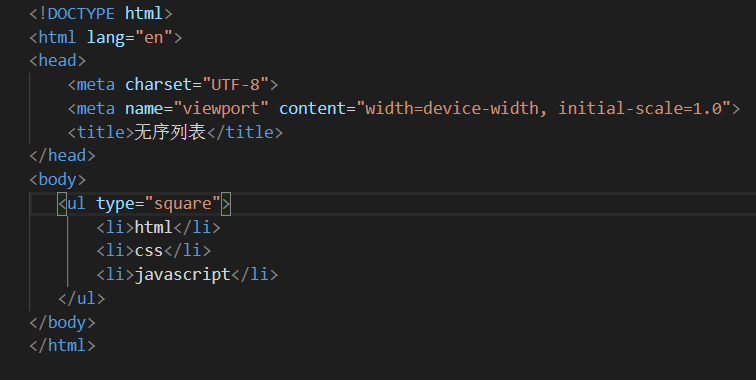 <!DOCTYPE html>
<html lang="en">
<head>
    <meta charset="UTF-8">
    <meta name="viewport" content="width=device-width, initial-scale=1.0">
    <title>无序列表</title>
</head>
<body>
   <ul type="square">
       <li>html</li>
       <li>css</li>
       <li>javascript</li>
   </ul>
</body>
</html>